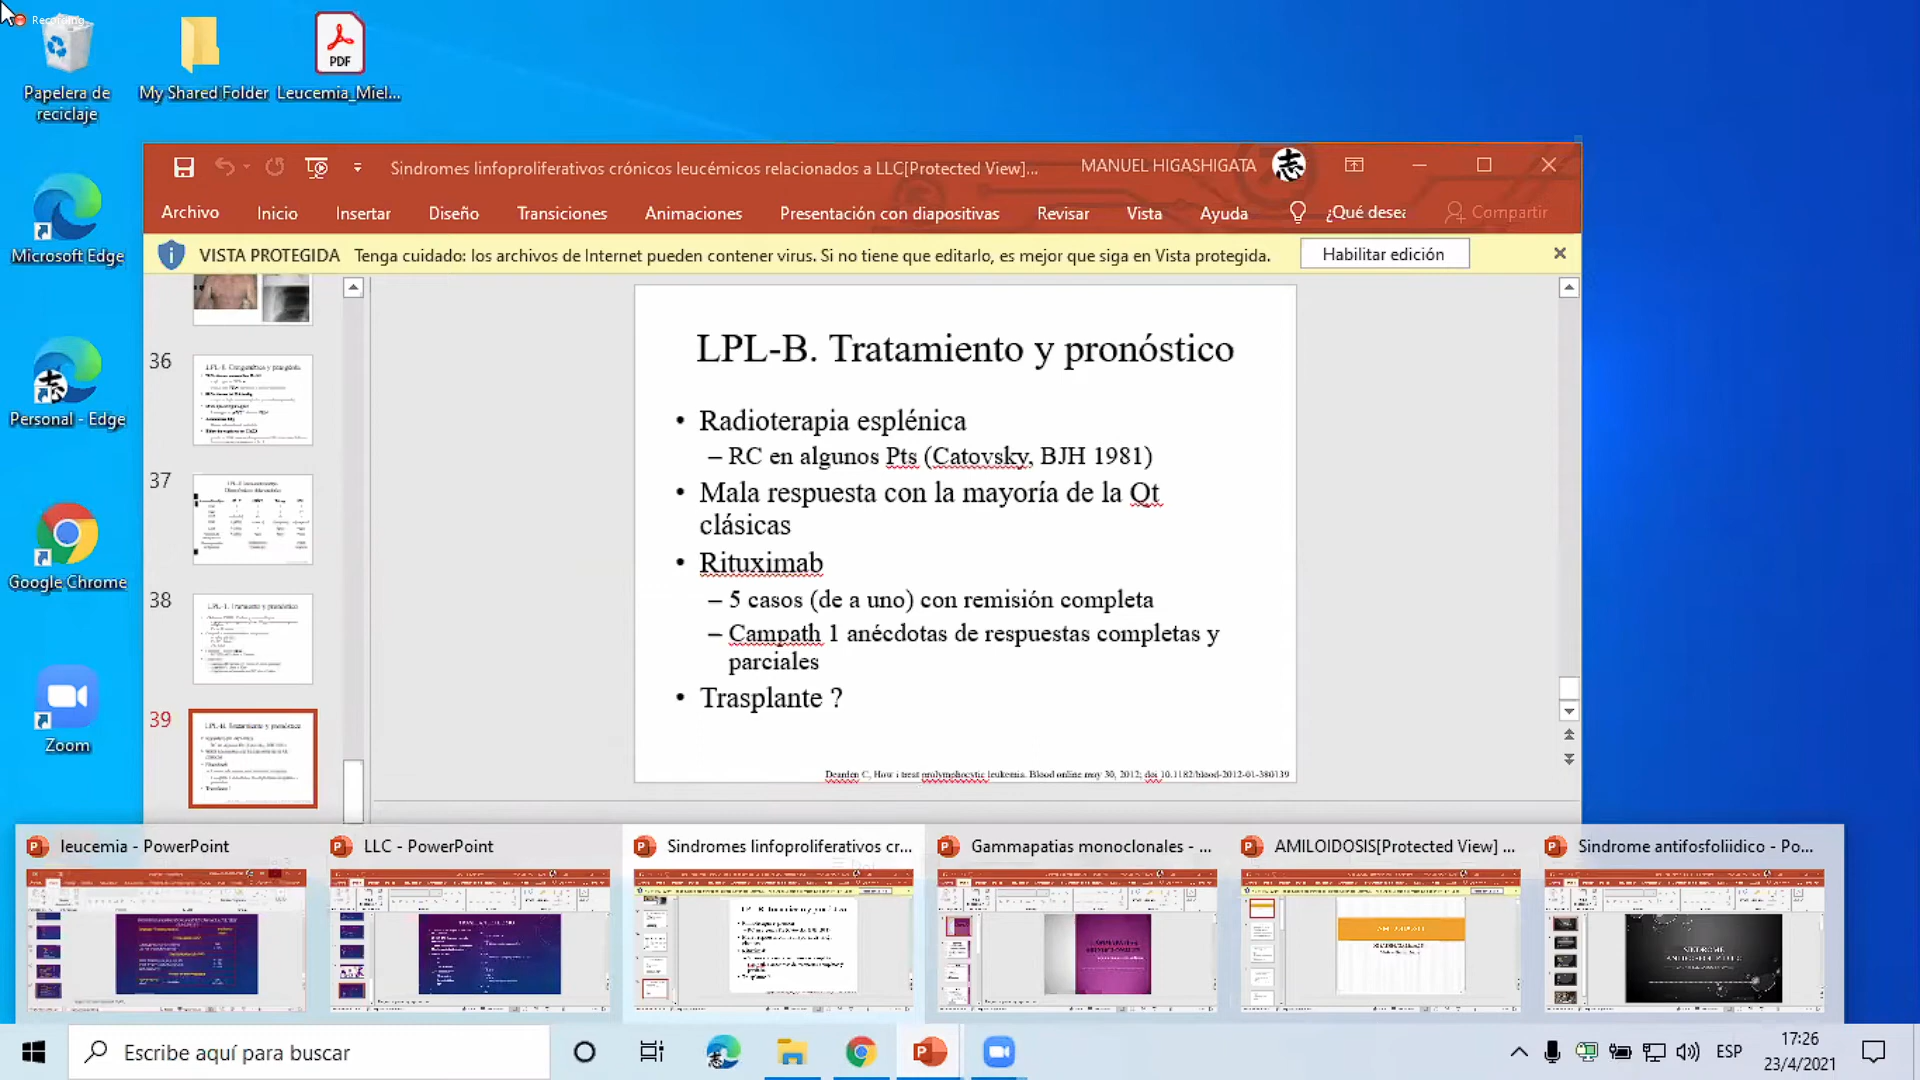 Recording...
Papelera de
reciclaje
My Shared Folder
Leucemia_Miel...
PDF
Microsoft Edge
Personal - Edge
Google Chrome
Zoom
Sindromes linfoproliferativos crónicos leucémicos relacionados a LLC[Protected View]...
MANUEL HIGASHIGATA
Archivo
Inicio
Insertar
Diseño
Transiciones
Animaciones
Presentación con diapositivas
Revisar
Vista
Ayuda
¿Qué desea
Compartir
VISTA PROTEGIDA
Tenga cuidado: los archivos de Internet pueden contener virus. Si no tiene que editarlo, es mejor que siga en Vista protegida.
Habilitar edición
36
37
38
39
LPL-B. Tratamiento y pronóstico
• Radioterapia esplénica
– RC en algunos Pts (Catovsky, BJH 1981)
• Mala respuesta con la mayoría de la Qt
clásicas
• Rituximab
– 5 casos (de a uno) con remisión completa
– Campath 1 anécdotas de respuestas completas y
parciales
• Trasplante ?
Dearden C, How i treat prolymphocytic leukemia. Blood online may 30, 2012; doi 10.1182/blood-2012-01-380139
leucemia - PowerPoint
LLC - PowerPoint
Sindromes linfoproliferativos cr...
Gammapatias monoclonales - ...
AMILOIDOSIS[Protected View] ...
Sindrome antifosfoliidico - Po...
Escribe aquí para buscar
ESP
17:26
23/4/2021